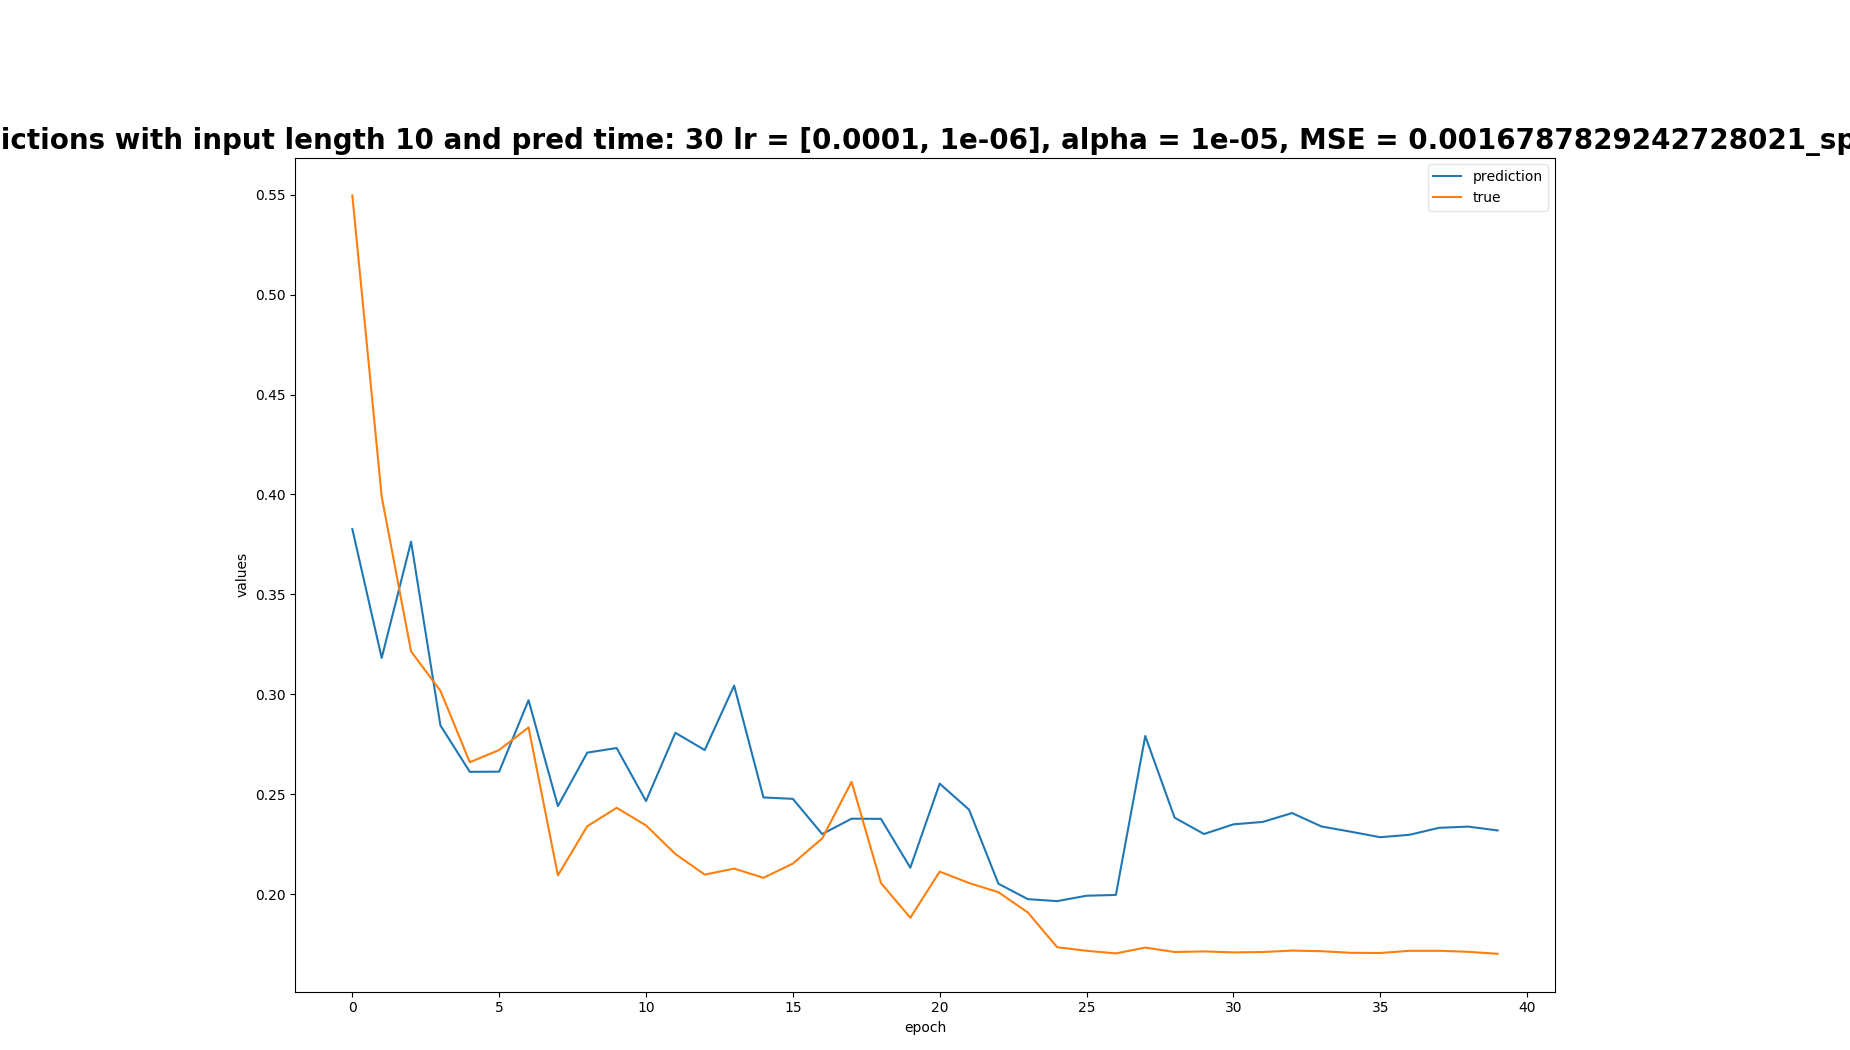 ictions with input length 10 and pred time: 30 lr = [0.0001, 1e-06], alpha = 1e-05, MSE = 0.0016787829242728021_sp
prediction
true
0.55
0.50
0.45
0.40
0.35
0.30
0.25
0.20
values
0 5 10 15 20 25 30 35 40
epoch